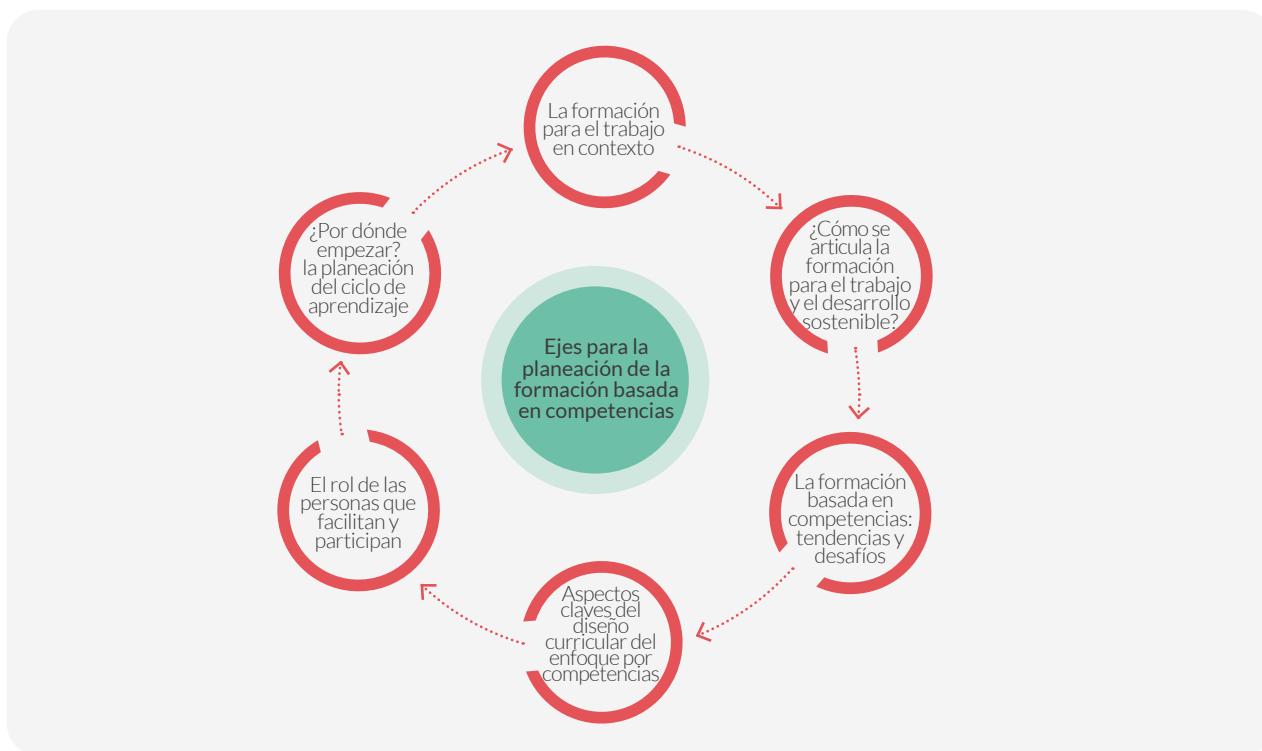 La formación
para el trabajo
en contexto
¿Cómo se
articula la
formación
para el trabajo
y el desarrollo
sostenible?
La formación
basada en
competencias:
tendencias y
desafíos
Aspectos
claves del
diseño
curricular del
enfoque por
competencias
El rol de las
personas que
facilitan y
participan
¿Por dónde
empezar?
la planeación
del ciclo de
aprendizaje
Ejes para la
planeación de la
formación basada
en competencias